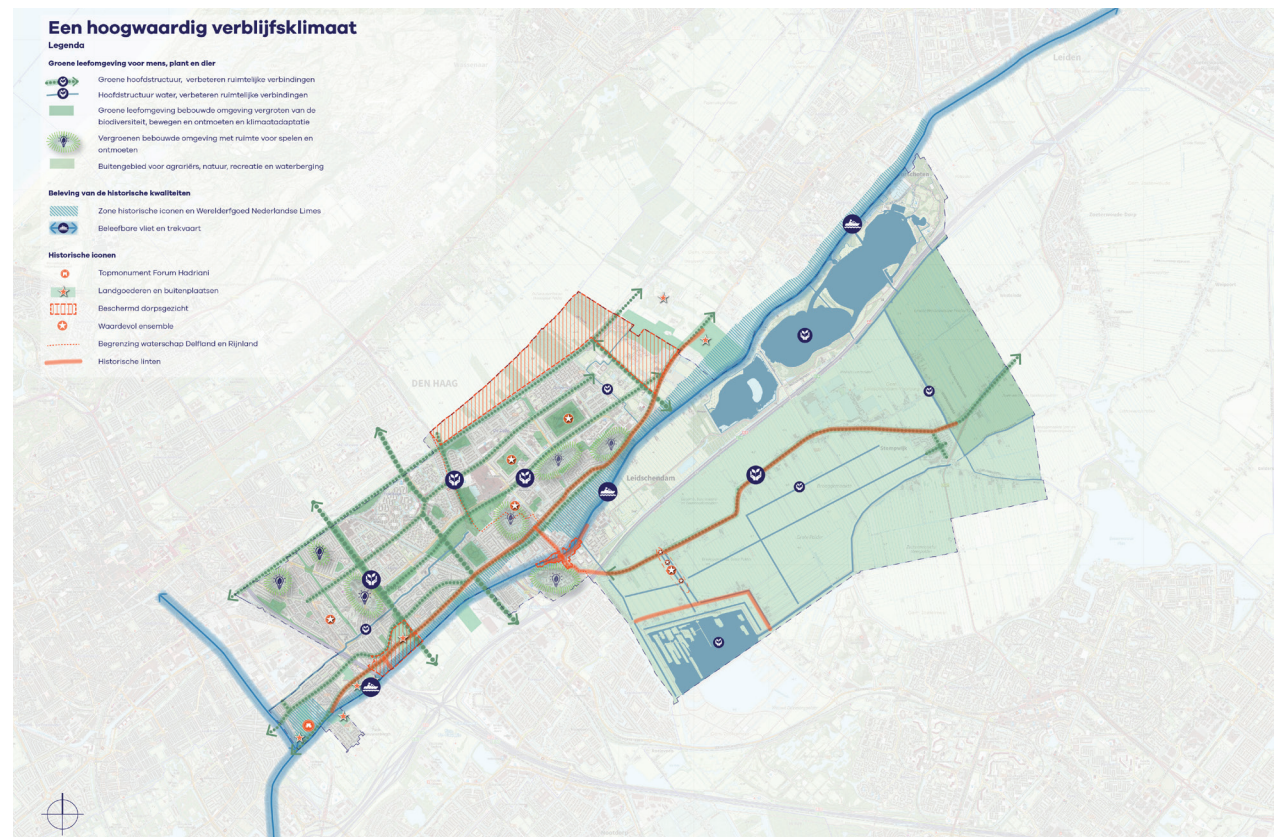 Een hoogwaardig verblijfsklimaat
Legenda
Groene leefomgeving voor mens, plant en dier
Groene hoofdstructuur, verbeteren ruimtelijke verbindingen
Hoofdstructuur water, verbeteren ruimtelijke verbindingen
Groene leefomgeving bebouwde omgeving vergroten van de
biodiversiteit, bewegen en ontmoeten en klimaatadaptatie
Vergroenen bebouwde omgeving met ruimte voor spelen en
ontmoeten
Buitengebied voor agrariërs, natuur, recreatie en waterberging
Beleving van de historische kwaliteiten
Zone historische iconen en Werelderfgoed Nederlandse Limes
Beleefbare vliet en trekvaart
Historische iconen
Topmonument Forum Hadriani
Landgoederen en buitenplaatsen
Beschermd dorpsgezicht
Waardevol ensemble
Begrenzing waterschap Delfland en Rijnland
Historische linten
Leiden
DEN HAAG
Leidschendam
Stompwijk